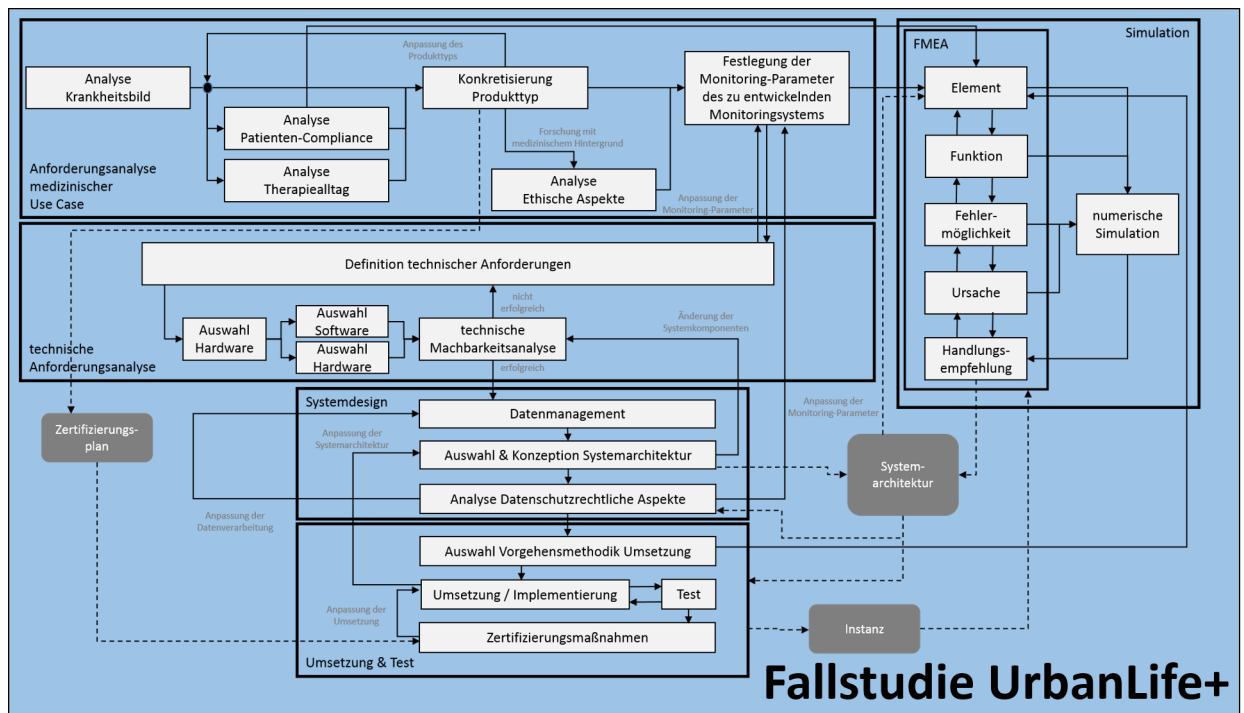 Simulation
FMEA
Anpassung des
Produkttyps
Analyse
Krankheitsbild
Konkretisierung
Produkttyp
Festlegung der
Monitoring-Parameter
des zu entwickelnden
Monitoringsystems
Element
Analyse
Patienten-Compliance
Forschung mit
medizinischem Hintergrund
Funktion
Analyse
Therapiealltag
Anforderungsanalyse
medizinischer
Use Case
Analyse
Ethische Aspekte
Anpassung der
Monitoring-Parameter
Fehler-
möglichkeit
numerische
Simulation
Definition technischer Anforderungen
Ursache
nicht
erfolgreich
Auswahl
Hardware
Auswahl
Software
Auswahl
Hardware
technische
Machbarkeitsanalyse
Änderung der
Systemkomponenten
technische
Anforderungsanalyse
erfolgreich
Handlungs-
empfehlung
Systemdesign
Datenmanagement
Anpassung der
Monitoring-Parameter
Zertifizierungs-
plan
Anpassung der
Systemarchitektur
Auswahl & Konzeption Systemarchitektur
System-
architektur
Analyse Datenschutzrechtliche Aspekte
Anpassung der
Datenverarbeitung
Auswahl Vorgehensmethodik Umsetzung
Umsetzung / Implementierung
Test
Anpassung der
Umsetzung
Zertifizierungsmaßnahmen
Instanz
Umsetzung & Test
Fallstudie UrbanLife+